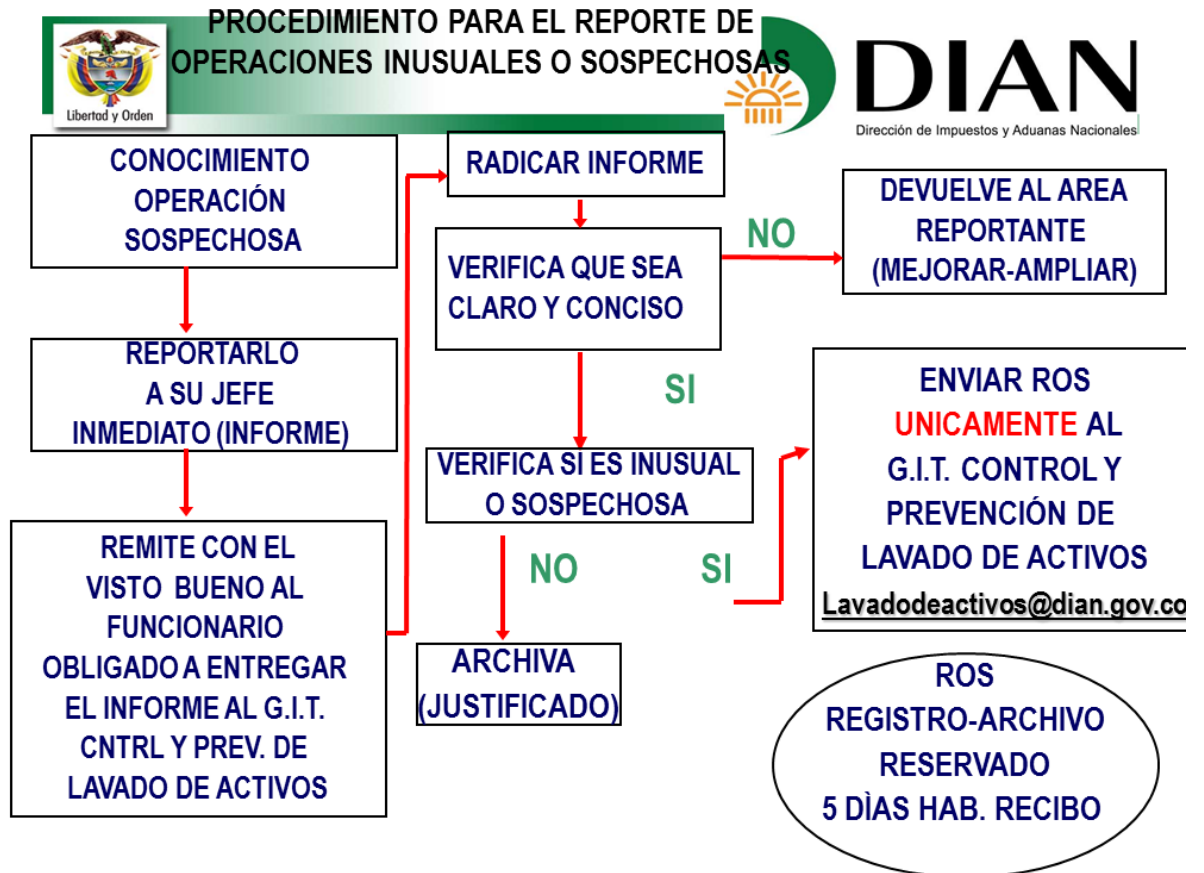 PROCEDIMIENTO PARA EL REPORTE DE
OPERACIONES INUSUALES O SOSPECHOSAS
Libertad y Orden
DIAN
Dirección de Impuestos y Aduanas Nacionales
CONOCIMIENTO
OPERACIÓN
SOSPECHOSA
REPORTARLO
A SU JEFE
INMEDIATO (INFORME)
REMITE CON EL
VISTO BUENO AL
FUNCIONARIO
OBLIGADO A ENTREGAR
EL INFORME AL G.I.T.
CNTRL Y PREV. DE
LAVADO DE ACTIVOS
RADICAR INFORME
VERIFICA QUE SEA
CLARO Y CONCISO
NO
DEVUELVE AL AREA
REPORTANTE
(MEJORAR-AMPLIAR)
SI
VERIFICA SI ES INUSUAL
O SOSPECHOSA
NO
SI
ARCHIVA
(JUSTIFICADO)
ENVIAR ROS
UNICAMENTE AL
G.I.T. CONTROL Y
PREVENCIÓN DE
LAVADO DE ACTIVOS
Lavadodeactivos@dian.gov.co
ROS
REGISTRO-ARCHIVO
RESERVADO
5 DÌAS HAB. RECIBO